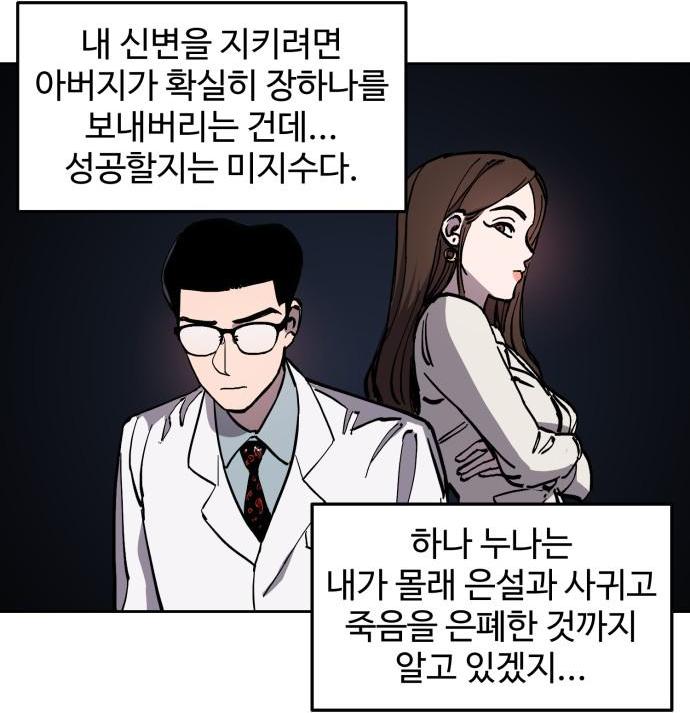 내 신변을 지키려면
아버지가 확실히 장하나를
보내버리는 건데...
성공할지는 미지수다.
하나 누나는
내가 몰래 은설과 사귀고
죽음을 은폐한 것까지
알고 있겠지...